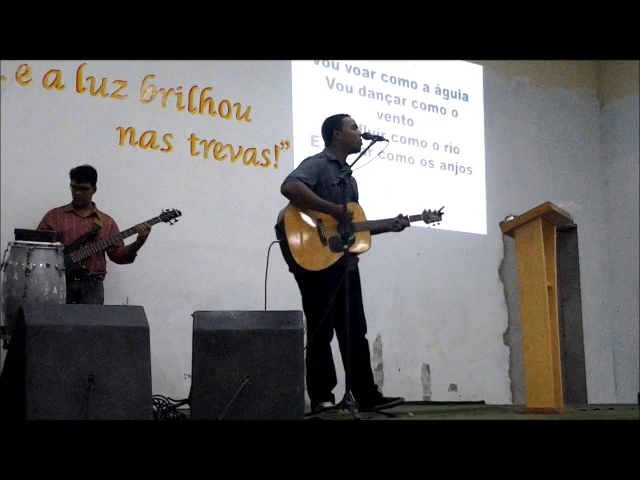 ... e a luz brilhou
nas trevas!”
Vou voar como a águia
Vou dançar como o
vento
como o rio
E como os anjos